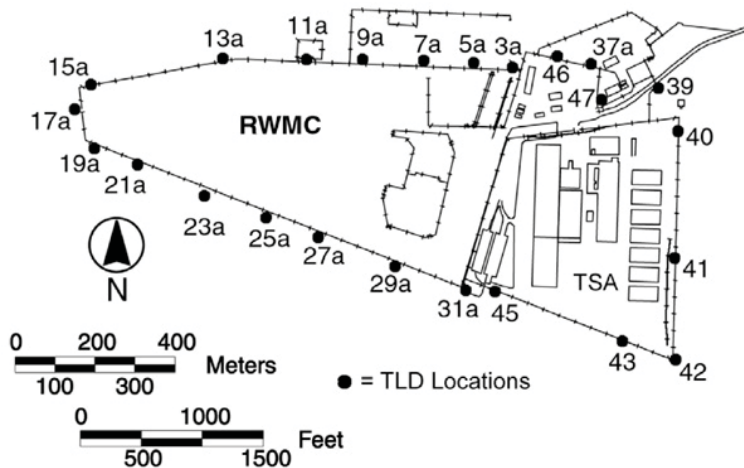 13a
11a
9a
7a
5a
3a
46
37a
15a
39
47
17a
RWMC
40
19a
21a
23a
25a
27a
41
N
29a
TSA
31a
45
0 200 400
43
42
Meters
100 300
= TLD Locations
0 1000
Feet
500 1500